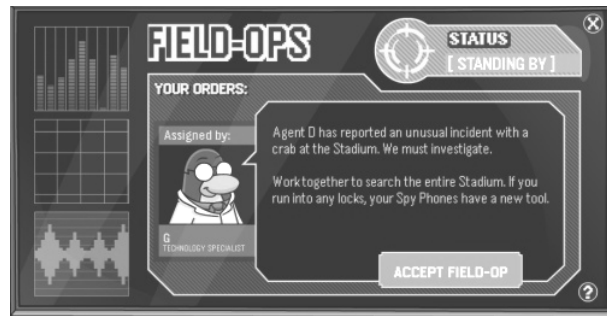 FIELD-OPS
STATUS
[ STANDING BY ]
YOUR ORDERS:
Assigned by:
G
TECHNOLOGY SPECIALIST
Agent D has reported an unusual incident with a
crab at the Stadium. We must investigate.
Work together to search the entire Stadium. If you
run into any locks, your Spy Phones have a new tool.
ACCEPT FIELD-OP
?